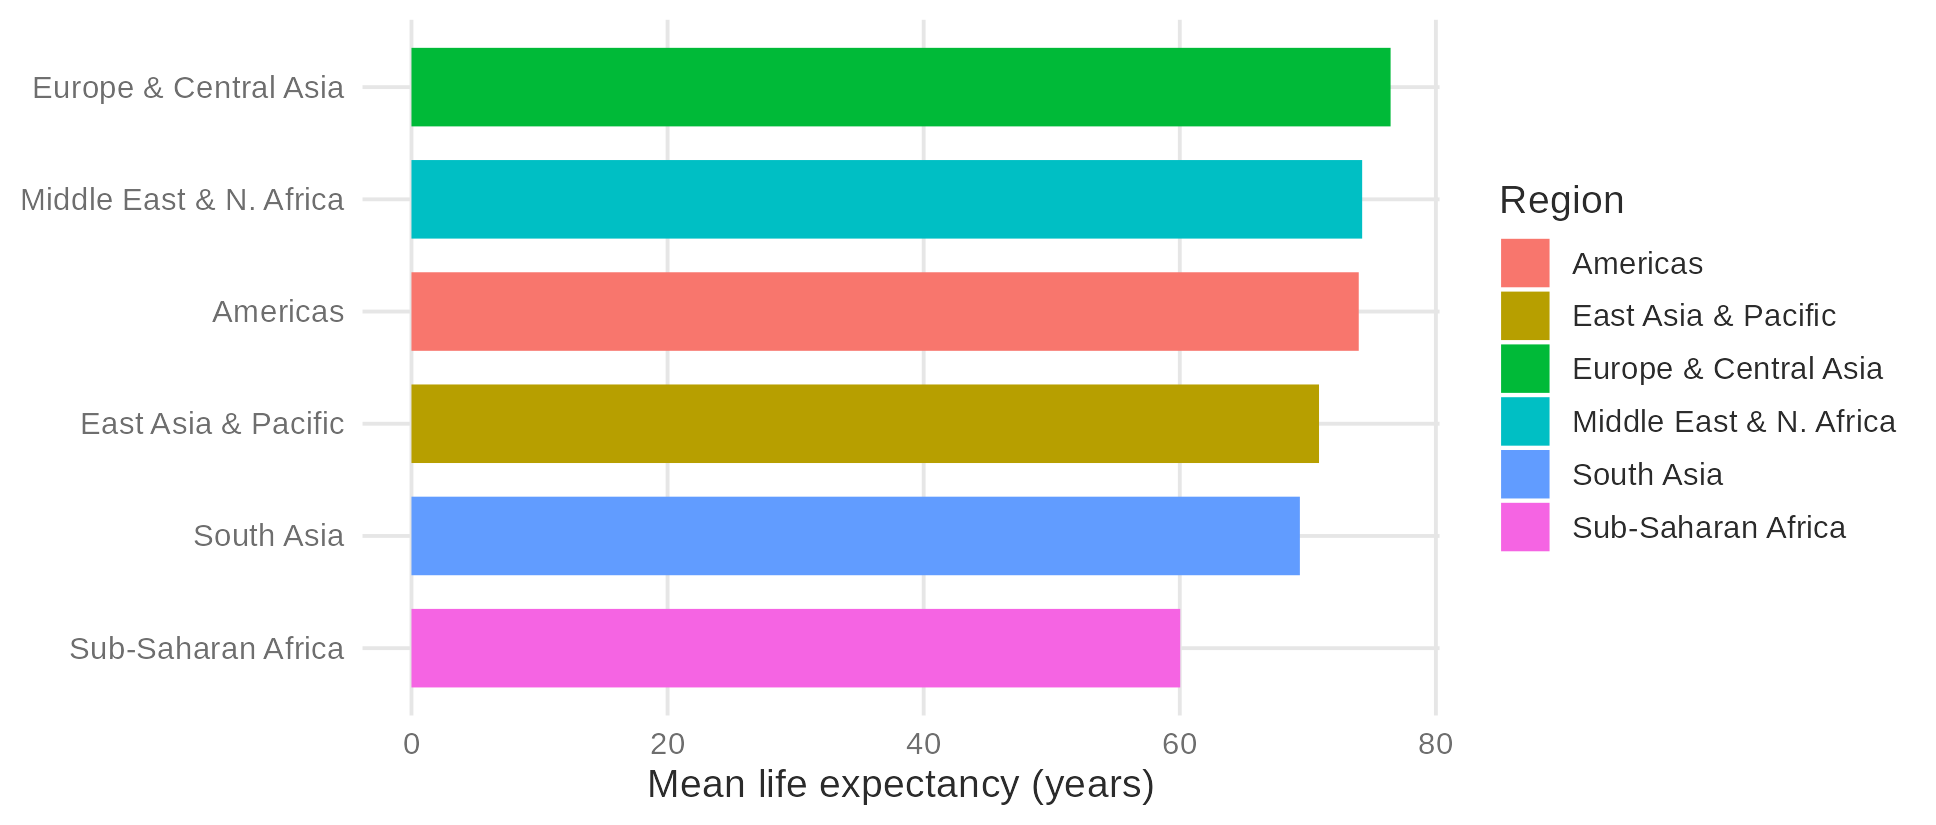 Europe & Central Asia
Middle East & N. Africa
Americas
East Asia & Pacific
South Asia
Sub-Saharan Africa
0 20 40 60 80
Mean life expectancy (years)
Region
Americas
East Asia & Pacific
Europe & Central Asia
Middle East & N. Africa
South Asia
Sub-Saharan Africa